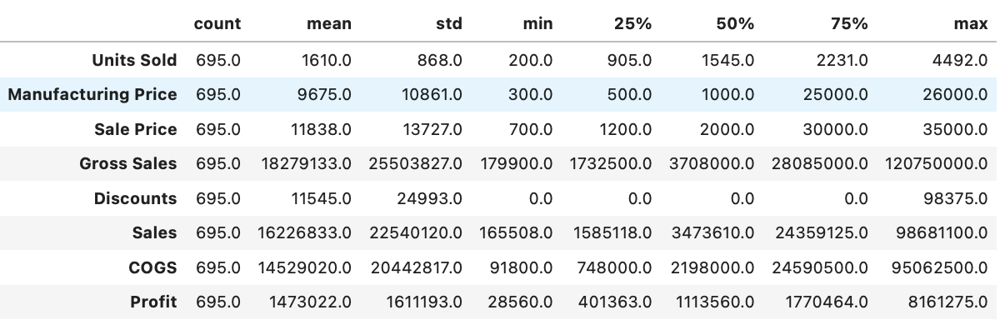 count mean std min 25% 50% 75% max
Units Sold 695.0 1610.0 868.0 200.0 905.0 1545.0 2231.0 4492.0
Manufacturing Price 695.0 9675.0 10861.0 300.0 500.0 1000.0 25000.0 26000.0
Sale Price 695.0 11838.0 13727.0 700.0 1200.0 2000.0 30000.0 35000.0
Gross Sales 695.0 18279133.0 25503827.0 179900.0 1732500.0 3708000.0 28085000.0 120750000.0
Discounts 695.0 11545.0 24993.0 0.0 0.0 0.0 0.0 98375.0
Sales 695.0 16226833.0 22540120.0 165508.0 1585118.0 3473610.0 24359125.0 98681100.0
COGS 695.0 14529020.0 20442817.0 91800.0 748000.0 2198000.0 24590500.0 95062500.0
Profit 695.0 1473022.0 1611193.0 28560.0 401363.0 1113560.0 1770464.0 8161275.0